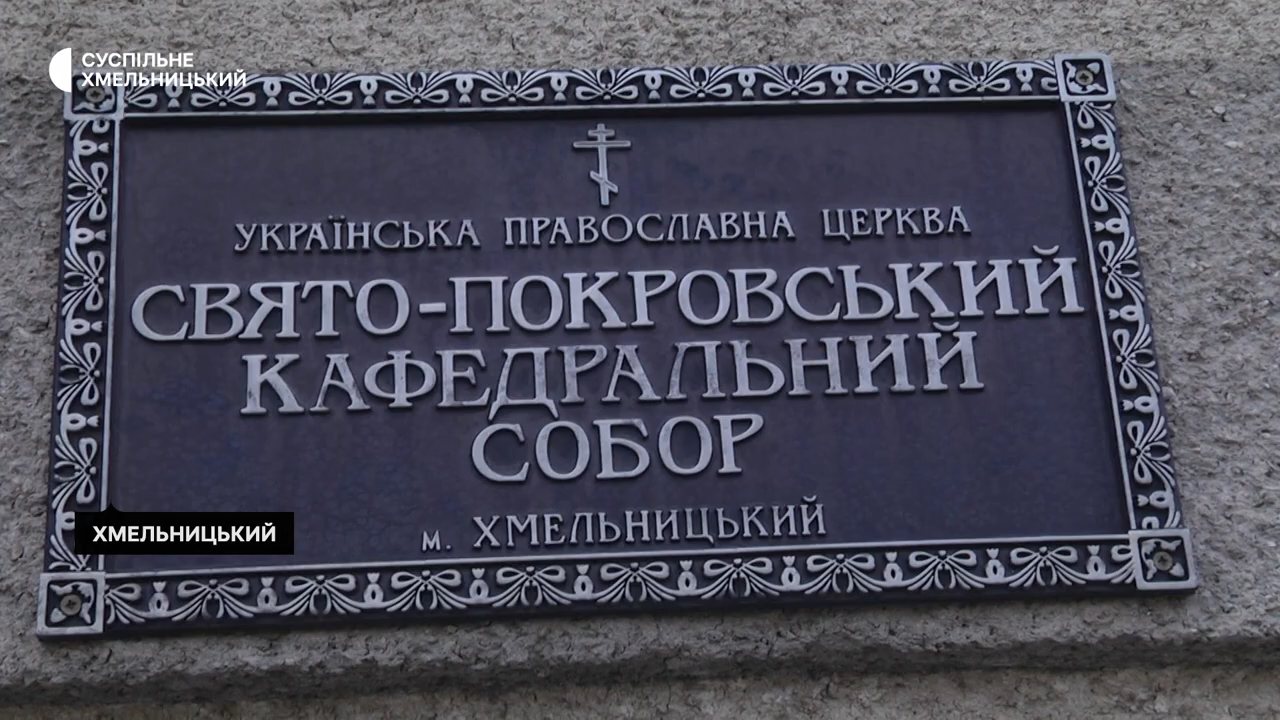 СУСПІЛЬНЕ
ХМЕЛЬНИЦЬКИЙ
УКРАЇНСЬКА ПРАВОСЛАВНА ЦЕРКВА
СВЯТО-ПОКРОВСЬКИЙ
КАФЕДРАЛЬНИЙ
СОБОР
м. ХМЕЛЬНИЦЬКИЙ
ХМЕЛЬНИЦЬКИЙ